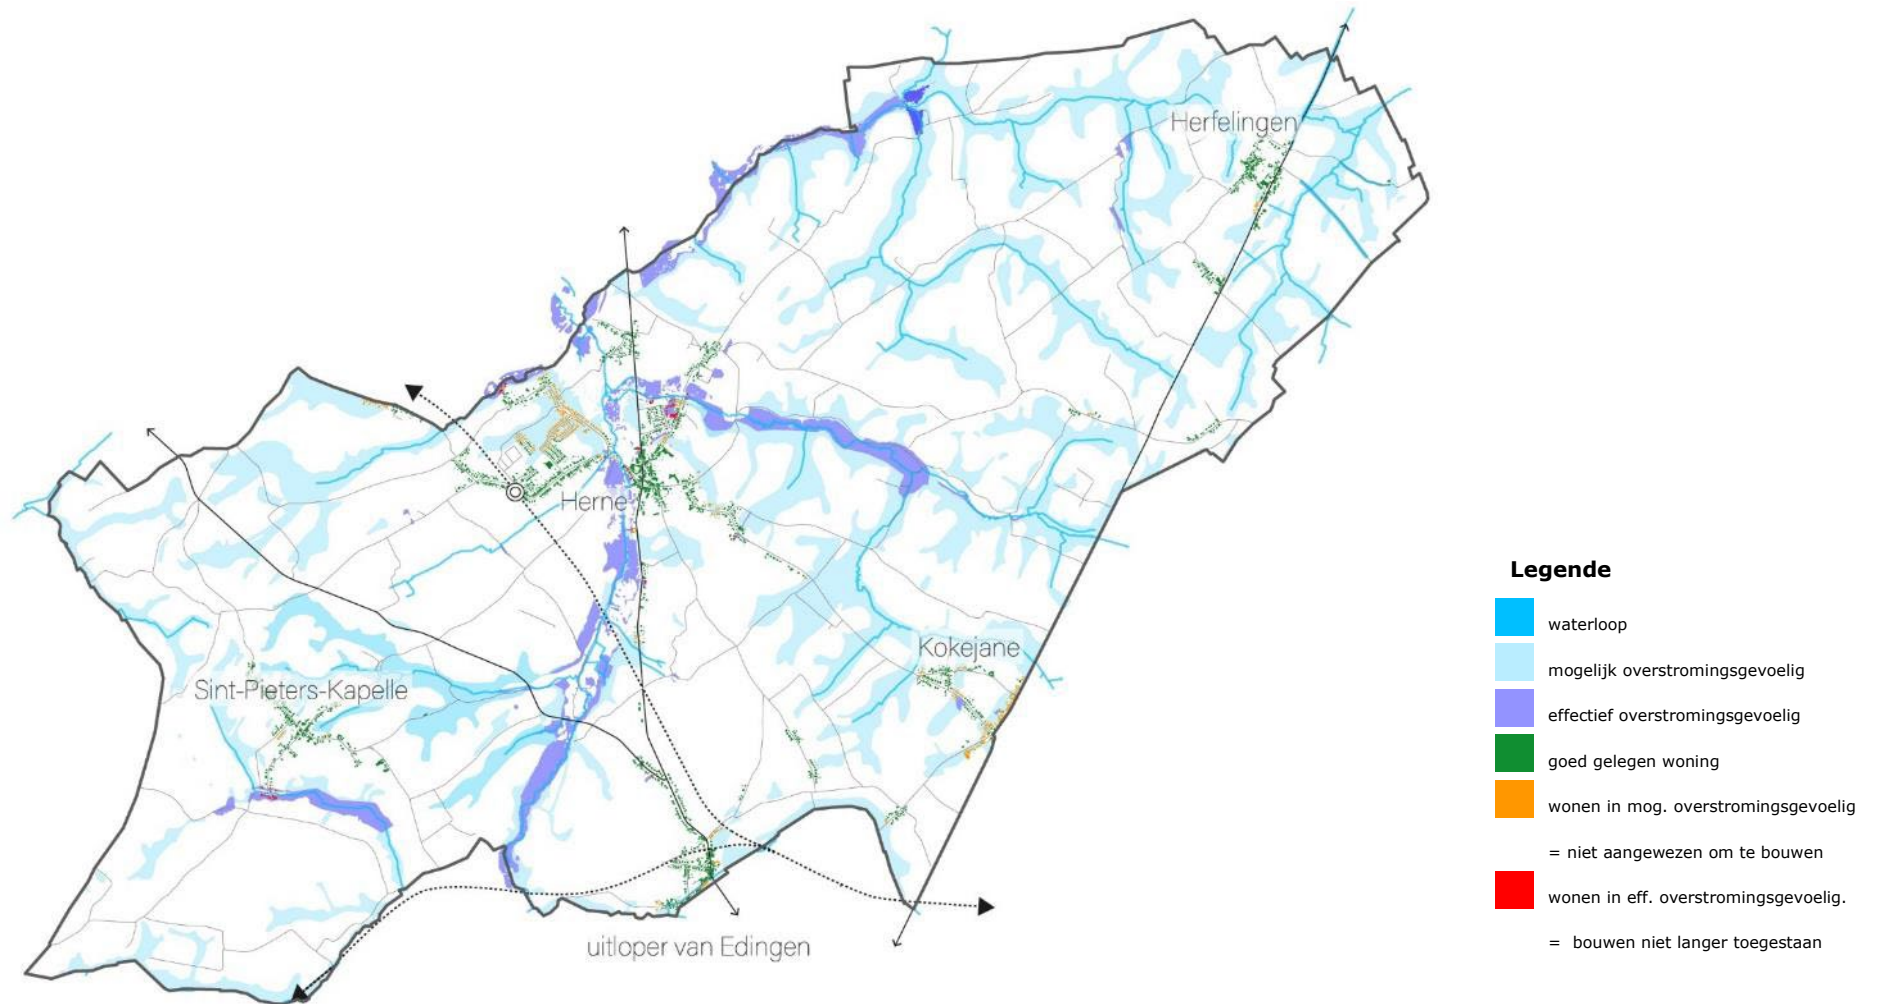 Herfelingen
Herne
Kokejane
Sint-Pieters-Kapelle
uitloper van Edingen
Legende
waterloop
mogelijk overstromingsgevoelig
effectief overstromingsgevoelig
goed gelegen woning
wonen in mog. overstromingsgevoelig
= niet aangewezen om te bouwen
wonen in eff. overstromingsgevoelig.
= bouwen niet langer toegestaan